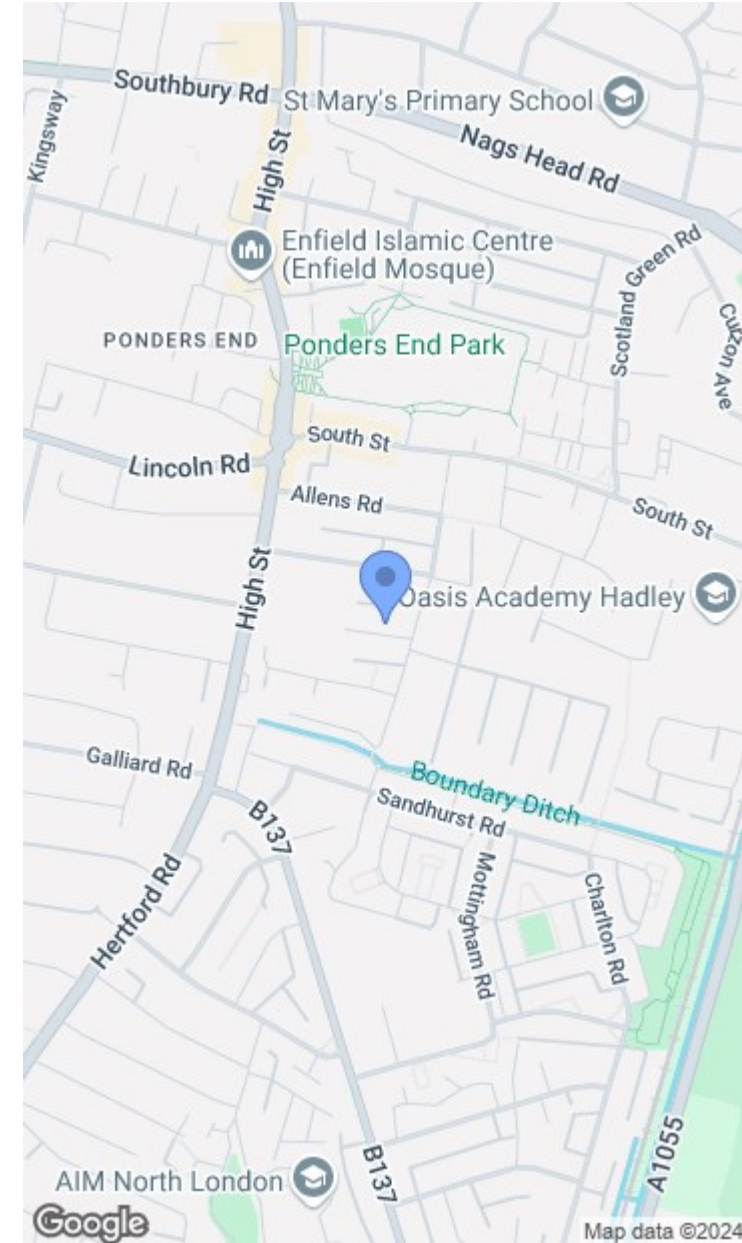 Southbury Rd
St Mary's Primary School
Kingsway
High St
Nags Head Rd
Enfield Islamic Centre
(Enfield Mosque)
Scotland Green Rd
Curzon Ave
PONDERS END
Ponders End Park
South St
Lincoln Rd
Allens Rd
South St
High St
Oasis Academy Hadley
Galliard Rd
Boundary Ditch
Sandhurst Rd
B137
Mottingham Rd
Charlton Rd
Hertford Rd
A1055
B137
AIM North London
Google
Map data ©2024